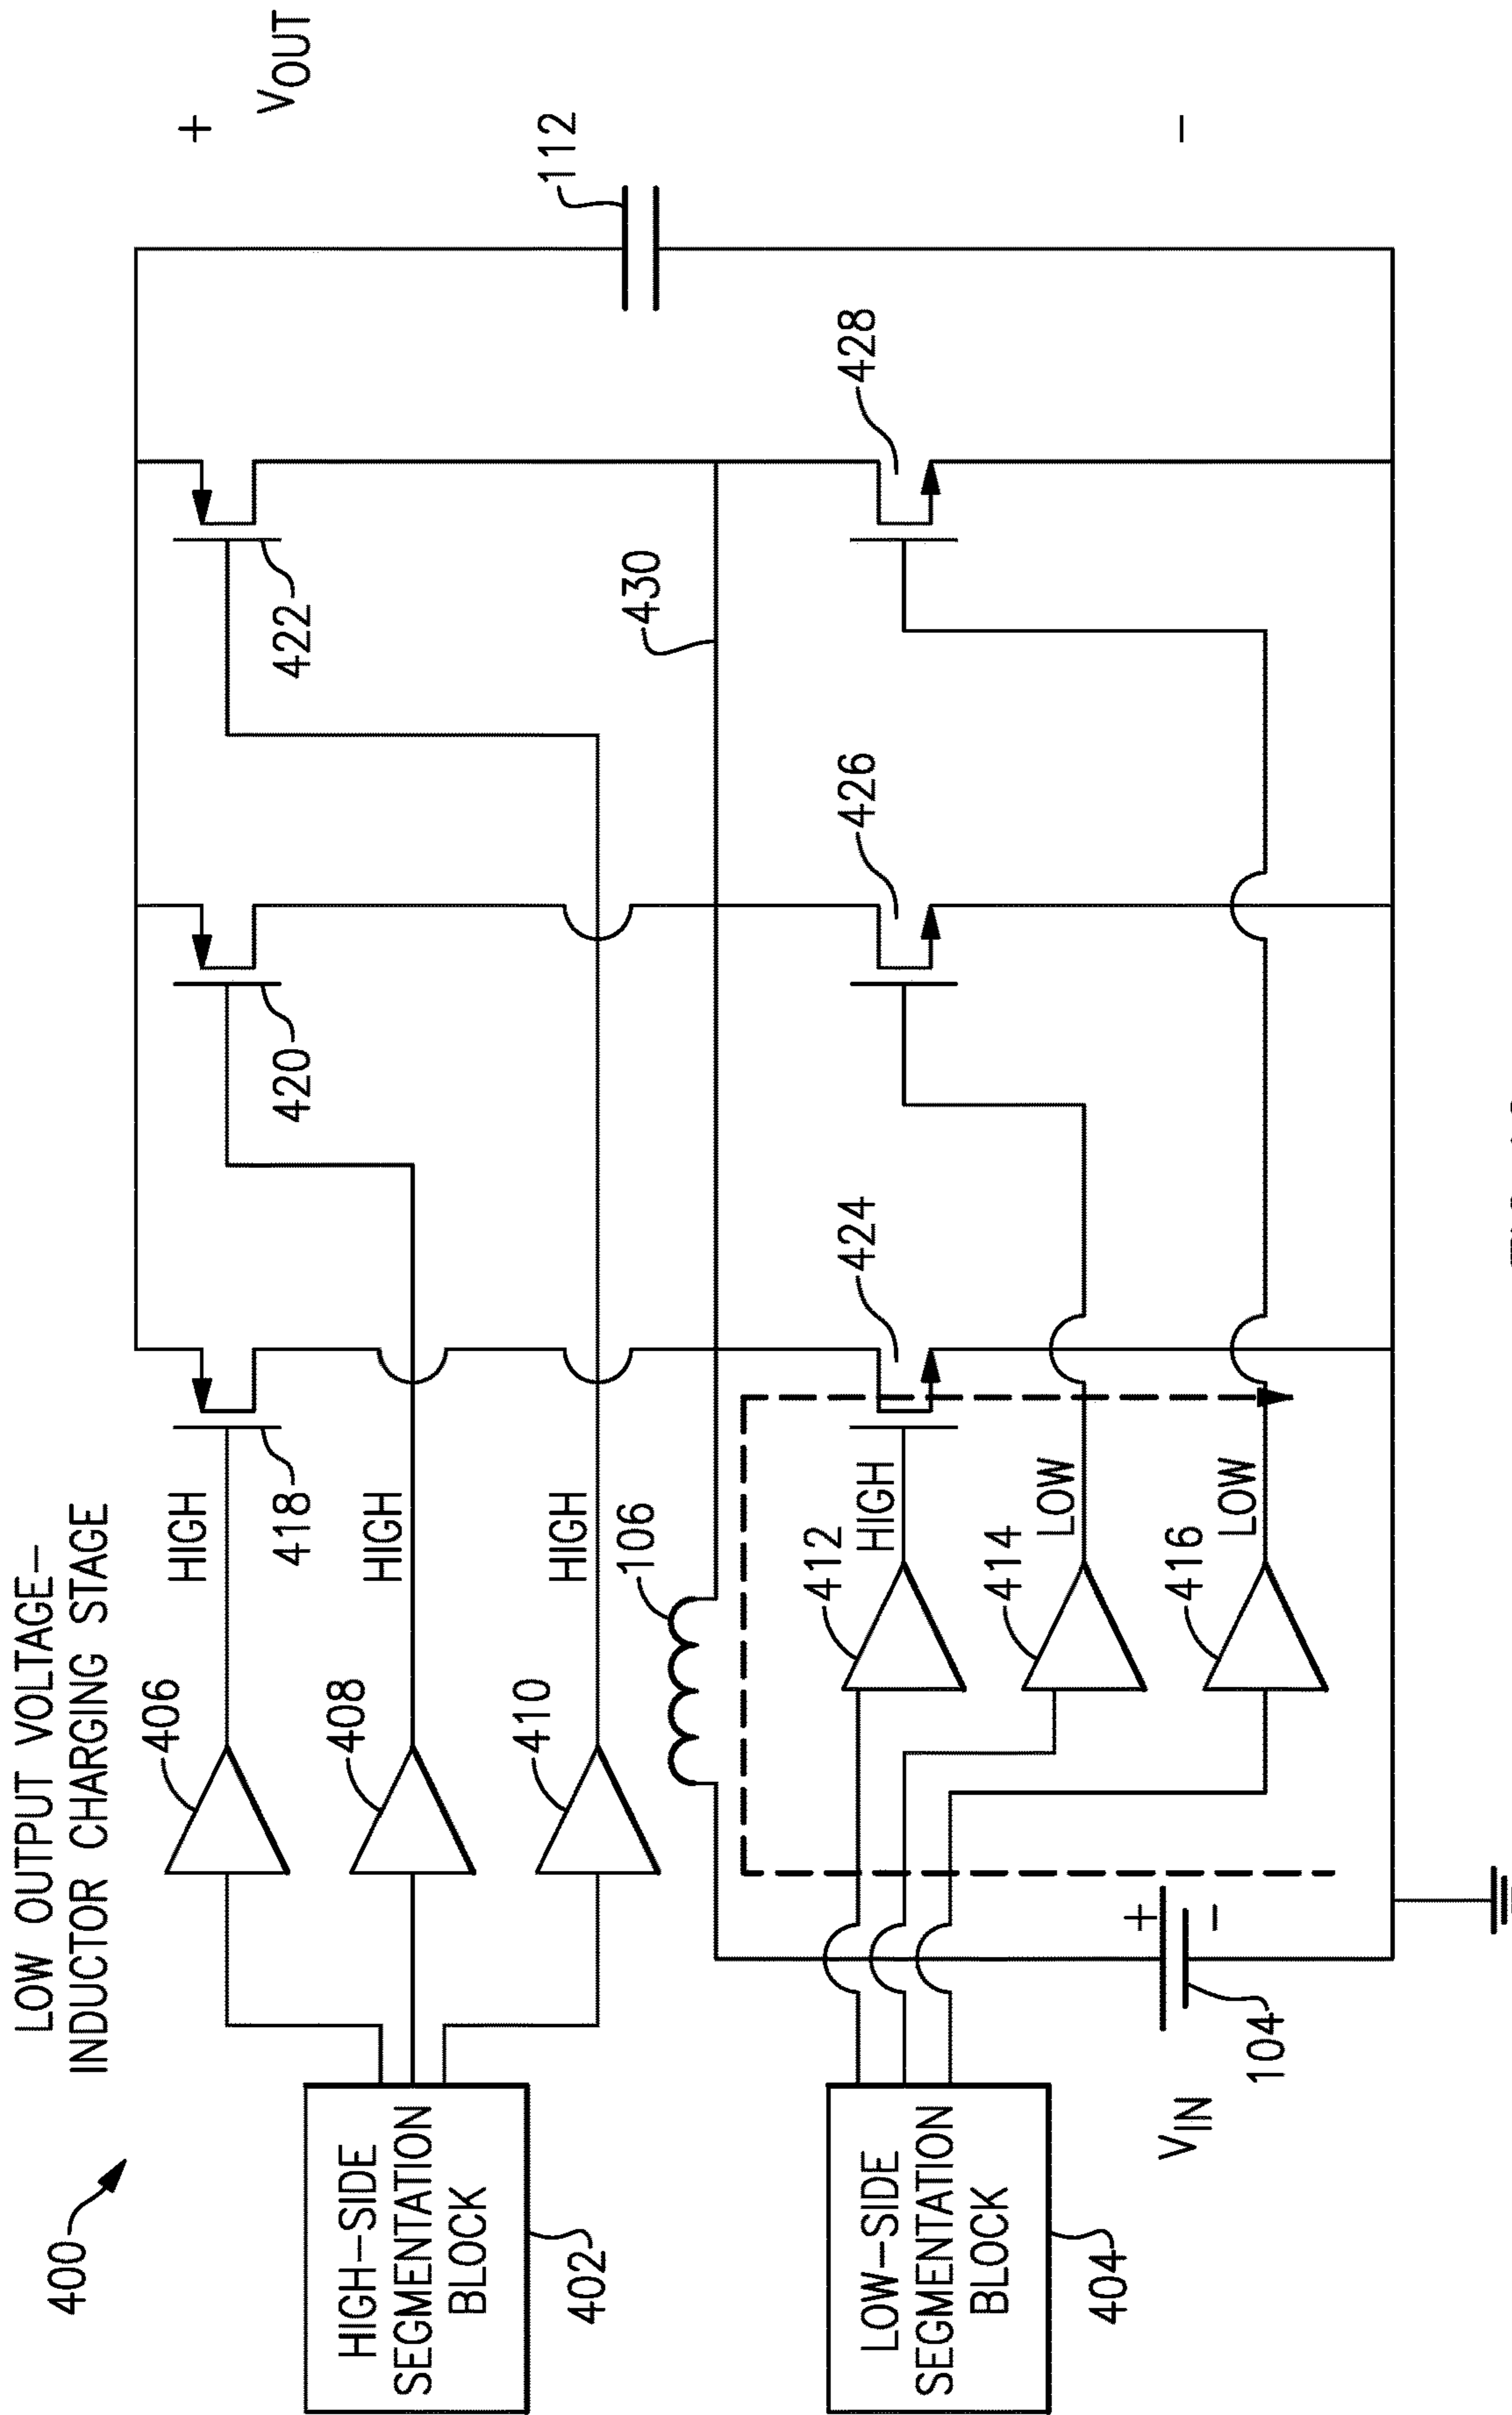 LOW OUTPUT VOLTAGE-
INDUCTOR CHARGING STAGE
400
HIGH-SIDE
SEGMENTATION
BLOCK
402
406
HIGH
408
HIGH
410
HIGH
418
420
422
+
VOUT
-
112
106
430
LOW-SIDE
SEGMENTATION
BLOCK
404
412
HIGH
414
LOW
416
LOW
424
426
428
VIN
+
-
104